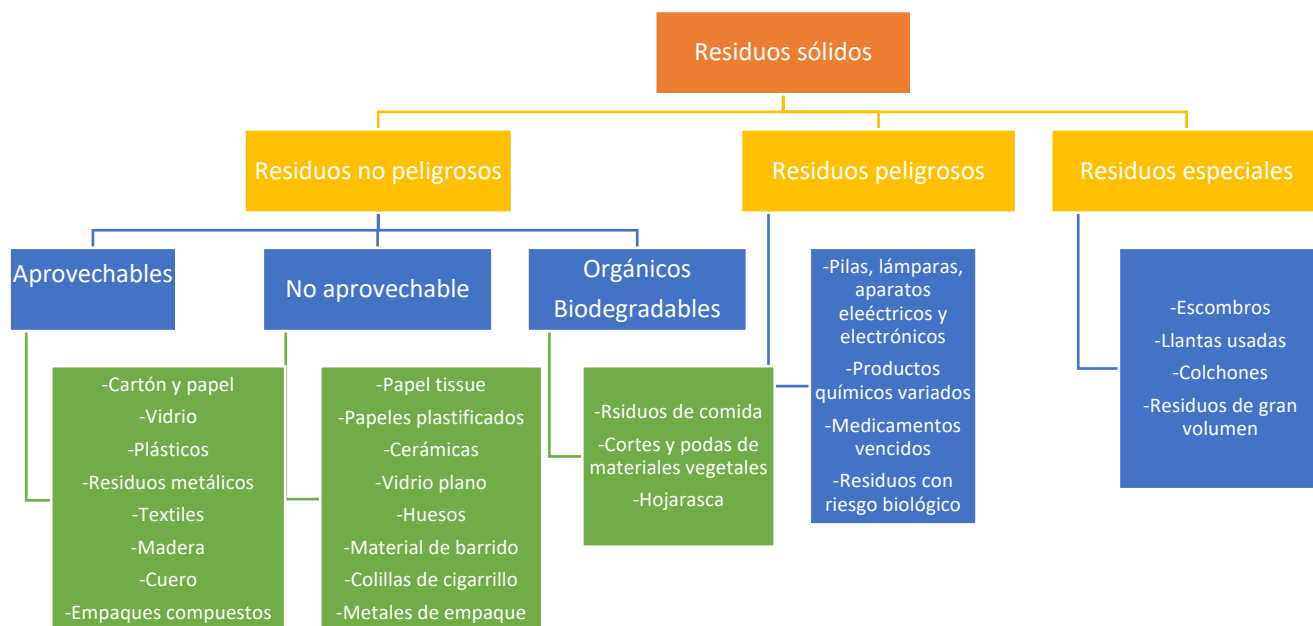 Residuos sólidos
Residuos no peligrosos
Residuos peligrosos
Residuos especiales
Aprovechables
No aprovechable
Orgánicos
Biodegradables
-Cartón y papel
-Vidrio
-Plásticos
-Residuos metálicos
-Textiles
-Madera
-Cuero
-Empaques compuestos
-Papel tissue
-Papeles plastificados
-Cerámicas
-Vidrio plano
-Huesos
-Material de barrido
-Colillas de cigarrillo
-Metales de empaque
-Rsiduos de comida
-Cortes y podas de
materiales vegetales
-Hojarasca
-Pilas, lámparas,
aparatos
eleéctricos y
electrónicos
-Productos
químicos variados
-Medicamentos
vencidos
-Residuos con
riesgo biológico
-Escombros
-Llantas usadas
-Colchones
-Residuos de gran
volumen